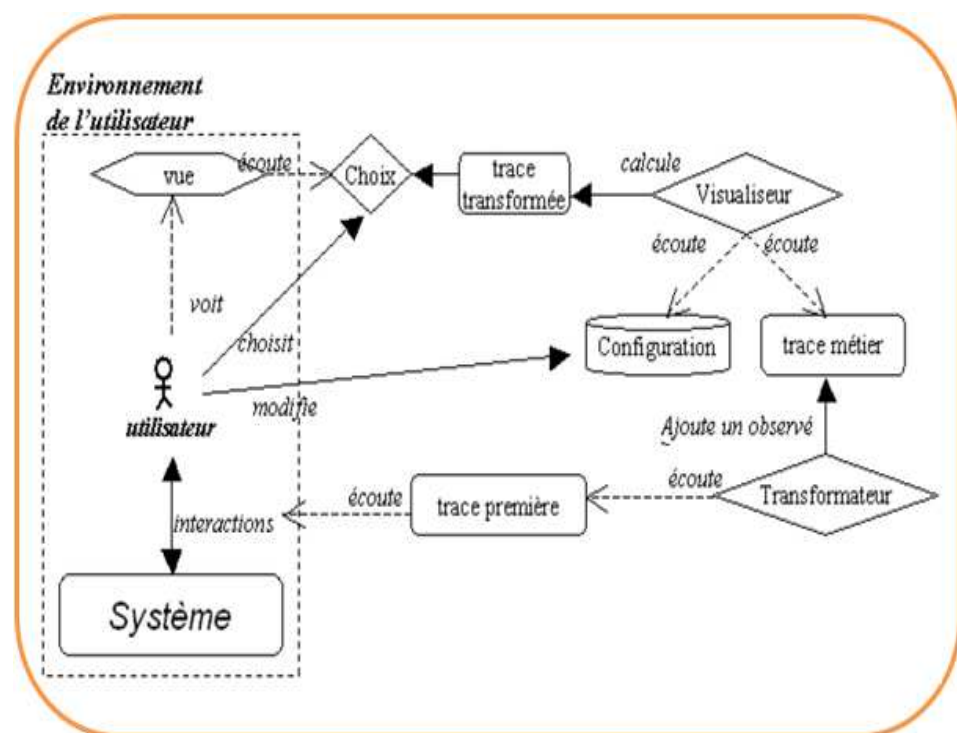 Environnement
de l'utilisateur
vue
écoute
Choix
trace
transformée
calcule
Visualiseur
écoute
écoute
voit
choisit
Configuration
trace métier
modifie
utilisateur
Ajoute un observé
interactions
écoute
trace première
écoute
Transformateur
Système